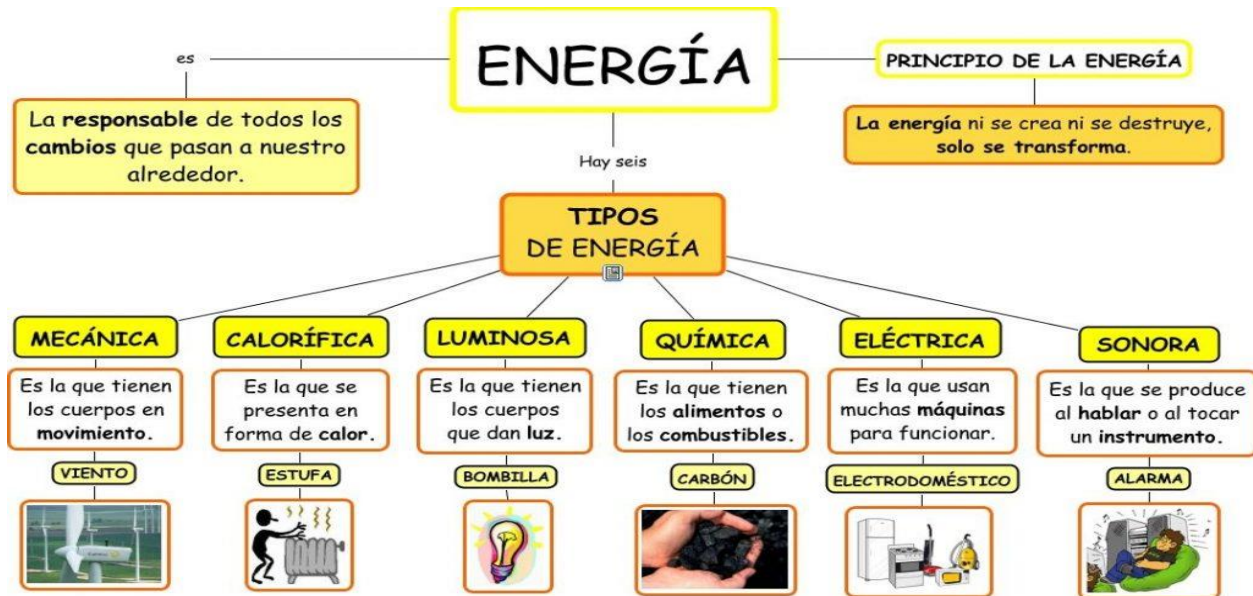 ENERGÍA
es
La responsable de todos los
cambios que pasan a nuestro
alrededor.
PRINCIPIO DE LA ENERGÍA
La energía ni se crea ni se destruye,
solo se transforma.
Hay seis
TIPOS
DE ENERGÍA
MECÁNICA
Es la que tienen
los cuerpos en
movimiento.
VIENTO
CALORÍFICA
Es la que se
presenta en
forma de calor.
ESTUFA
LUMINOSA
Es la que tienen
los cuerpos
que dan luz.
BOMBILLA
QUÍMICA
Es la que tienen
los alimentos o
los combustibles.
CARBÓN
ELÉCTRICA
Es la que usan
muchas máquinas
para funcionar.
ELECTRODOMÉSTICO
SONORA
Es la que se produce
al hablar o al tocar
un instrumento.
ALARMA